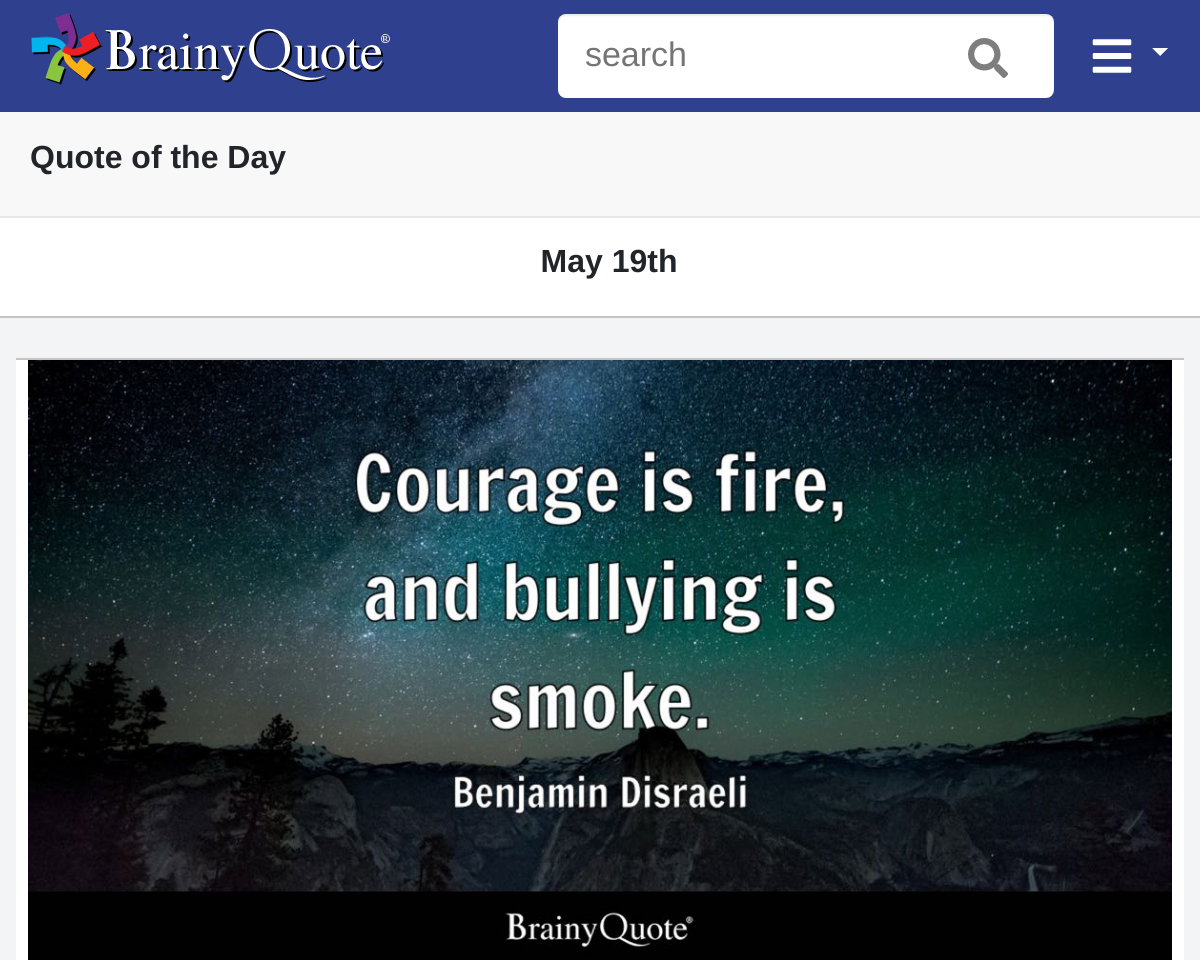 BrainyQuote®
search
Quote of the Day
May 19th
Courage is fire,
and bullying is
smoke.
Benjamin Disraeli
BrainyQuote®